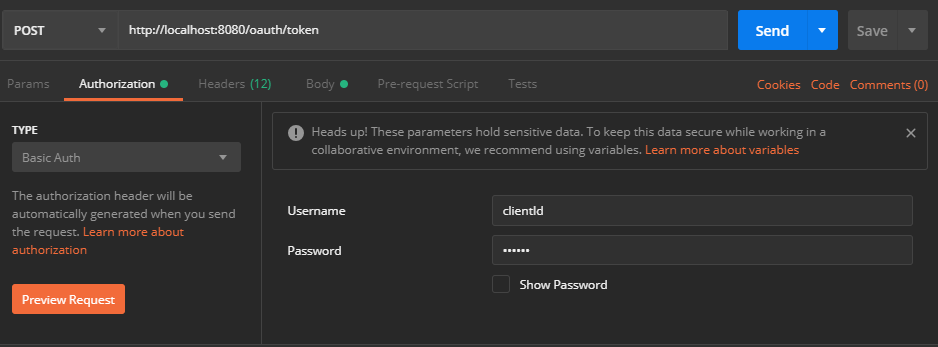 POST
http://localhost:8080/oauth/token
Send
Save
Params
Authorization
Headers (12)
Body
Pre-request Script
Tests
Cookies
Code
Comments (0)
TYPE
Basic Auth
The authorization header will be
automatically generated when you send
the request. Learn more about
authorization
Preview Request
Heads up! These parameters hold sensitive data. To keep this data secure while working in a
collaborative environment, we recommend using variables. Learn more about variables
Username
clientId
Password
••••••
Show Password